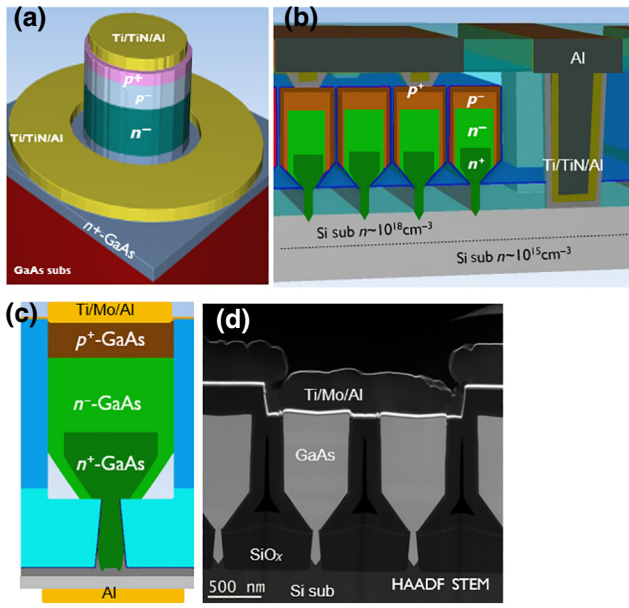 (a)
Ti/TiN/Al
p⁺
p⁻
Ti/TiN/Al
n⁻
n⁺-GaAs
GaAs subs
(b)
Al
p⁺
p⁻
n⁻
n⁺
Ti/TiN/Al
Si sub n~10¹⁸cm⁻³
Si sub n~10¹⁵cm⁻³
(c)
Ti/Mo/Al
p⁺-GaAs
n⁻-GaAs
n⁺-GaAs
Al
(d)
Ti/Mo/Al
GaAs
SiOₓ
500 nm
Si sub
HAADF STEM